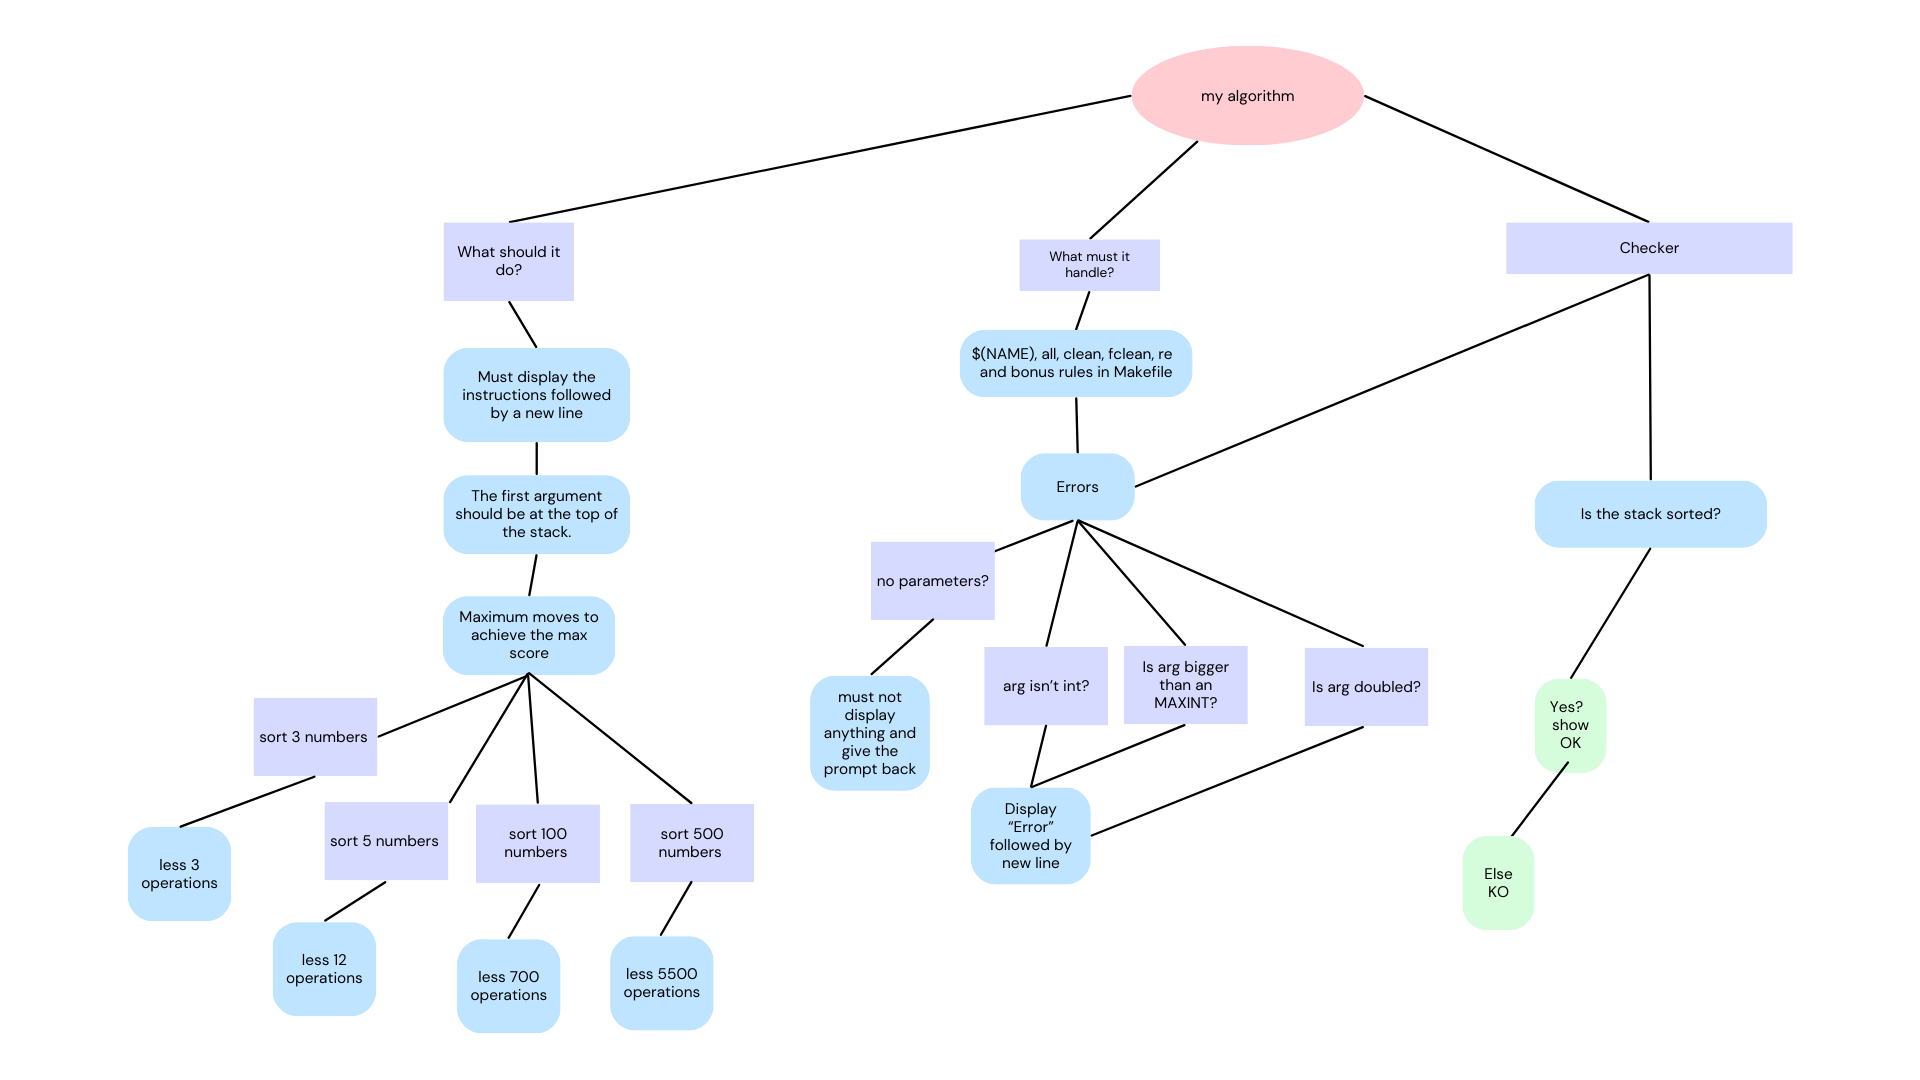 my algorithm
What should it
do?
What must it
handle?
Checker
Must display the
instructions followed
by a new line
$(NAME), all, clean, fclean, re
and bonus rules in Makefile
Errors
The first argument
should be at the top of
the stack.
Is the stack sorted?
no parameters?
Maximum moves to
achieve the max
score
arg isn’t int?
Is arg bigger
than an
MAXINT?
Is arg doubled?
must not
display
anything and
give the
prompt back
Yes?
show
OK
sort 3 numbers
sort 5 numbers
sort 100
numbers
sort 500
numbers
Display
“Error”
followed by
new line
less 3
operations
Else
KO
less 12
operations
less 700
operations
less 5500
operations